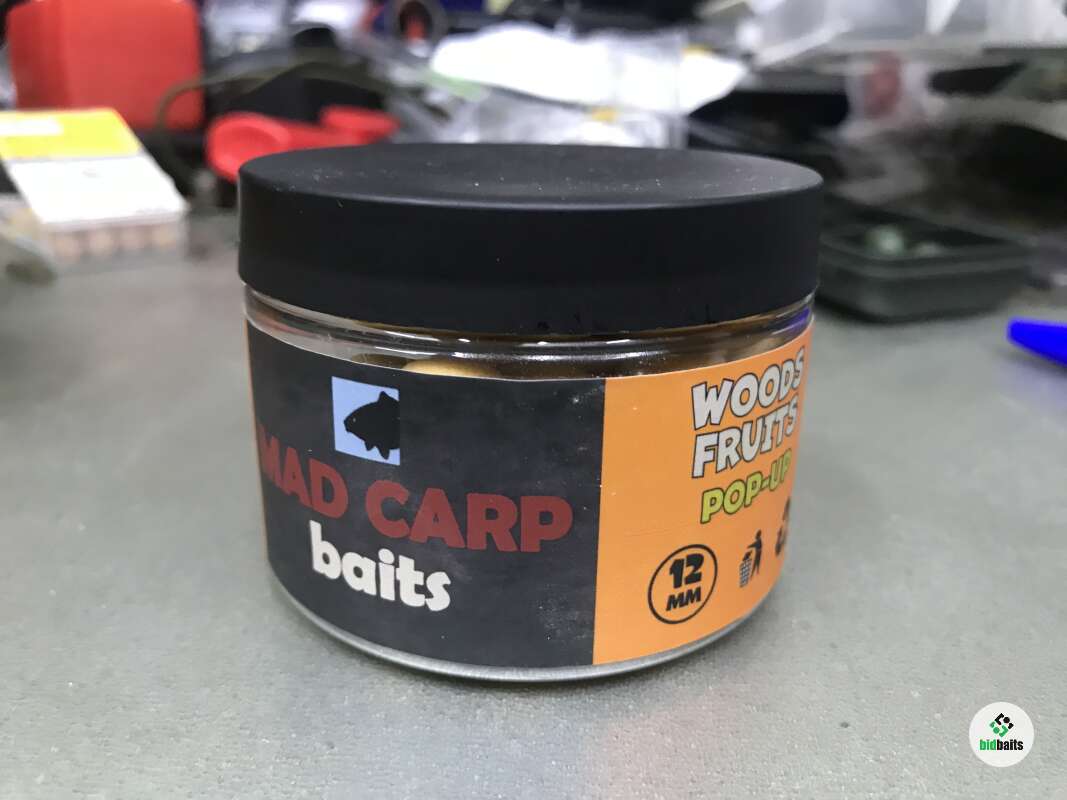 MAD CARP
baits
WOODS
FRUITS
POP-UP
12
MM
bidbaits